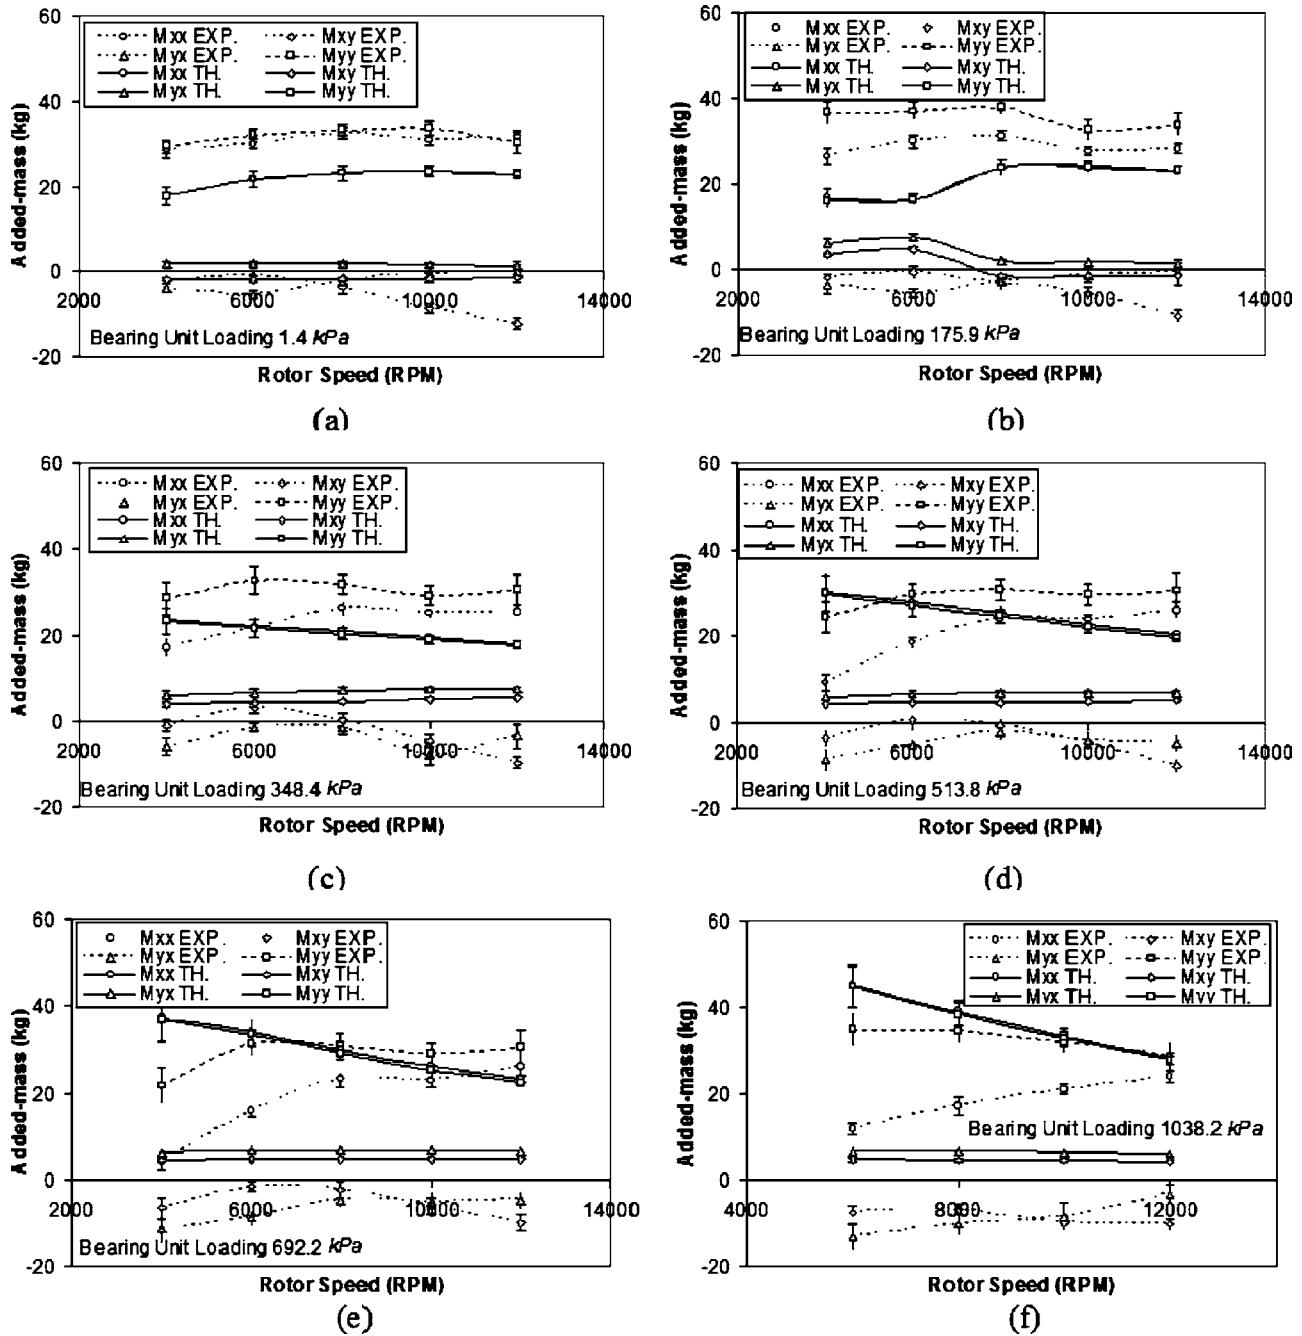 60
40
20
0
-20
Added-mass (kg)
Mxx EXP. Mxy EXP.
Myx EXP. Myy EXP.
Mxx TH. Mxy TH.
Myx TH. Myy TH.
2000 6000 10000 14000
Bearing Unit Loading 1.4 kPa
Rotor Speed (RPM)
(a)
60
40
20
0
-20
Added-mass (kg)
Mxx EXP. Mxy EXP.
Myx EXP. Myy EXP.
Mxx TH. Mxy TH.
Myx TH. Myy TH.
2000 6000 10000 14000
Bearing Unit Loading 175.9 kPa
Rotor Speed (RPM)
(b)
60
40
20
0
-20
Added-mass (kg)
Mxx EXP. Mxy EXP.
Myx EXP. Myy EXP.
Mxx TH. Mxy TH.
Myx TH. Myy TH.
2000 6000 10000 14000
Bearing Unit Loading 348.4 kPa
Rotor Speed (RPM)
(c)
60
40
20
0
-20
Added-mass (kg)
Mxx EXP. Mxy EXP.
Myx EXP. Myy EXP.
Mxx TH. Mxy TH.
Myx TH. Myy TH.
2000 6000 10000 14000
Bearing Unit Loading 513.8 kPa
Rotor Speed (RPM)
(d)
60
40
20
0
-20
Added-mass (kg)
Mxx EXP. Mxy EXP.
Myx EXP. Myy EXP.
Mxx TH. Mxy TH.
Myx TH. Myy TH.
2000 6000 10000 14000
Bearing Unit Loading 692.2 kPa
Rotor Speed (RPM)
(e)
60
40
20
0
-20
Added-mass (kg)
Mxx EXP. Mxy EXP.
Myx EXP. Myy EXP.
Mxx TH. Mxy TH.
Myx TH. Myy TH.
Bearing Unit Loading 1038.2 kPa
4000 8000 12000
Rotor Speed (RPM)
(f)